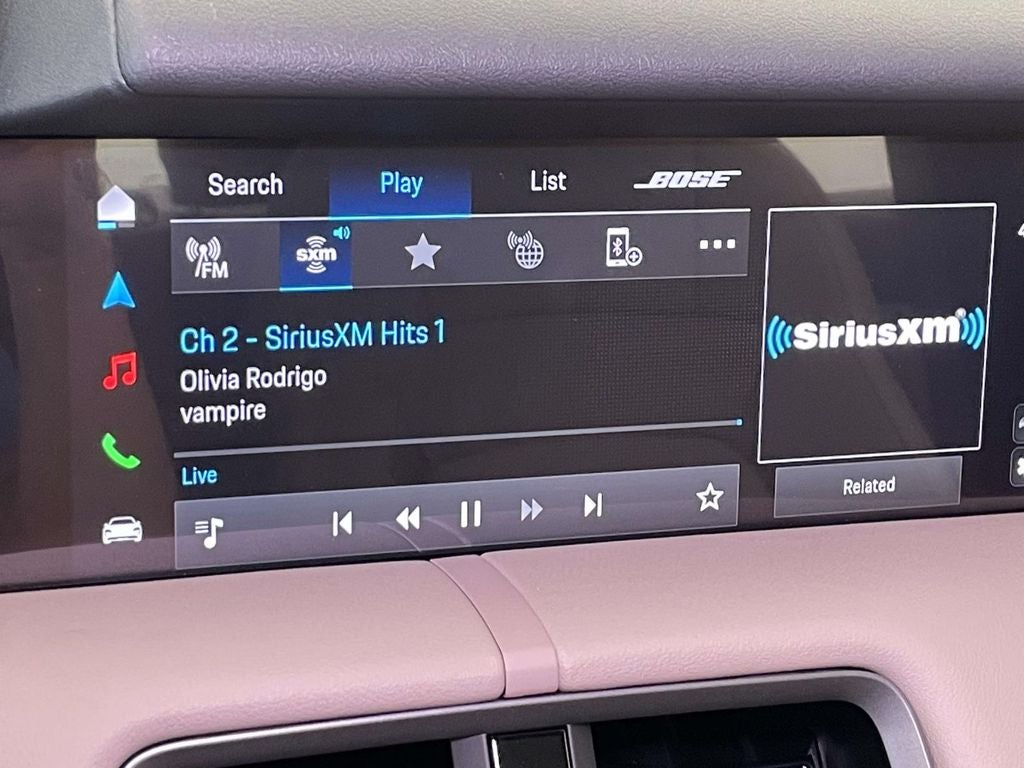 Search
Play
List
BOSE
FM
sxm
Ch 2 - SiriusXM Hits 1
Olivia Rodrigo
vampire
Live
SiriusXM®
Related